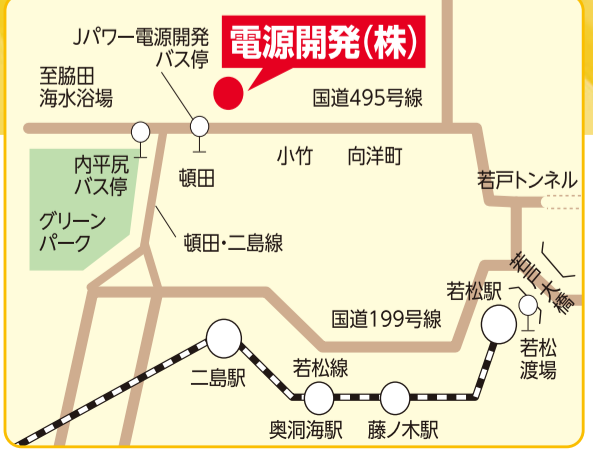 Jパワー電源開発
バス停
電源開発(株)
至脇田
海水浴場
国道495号線
内平尻
バス停
頓田
小竹
向洋町
若戸トンネル
グリーン
パーク
頓田・二島線
若戸大橋
若松駅
国道199号線
若松
渡場
二島駅
若松線
奥洞海駅
藤ノ木駅